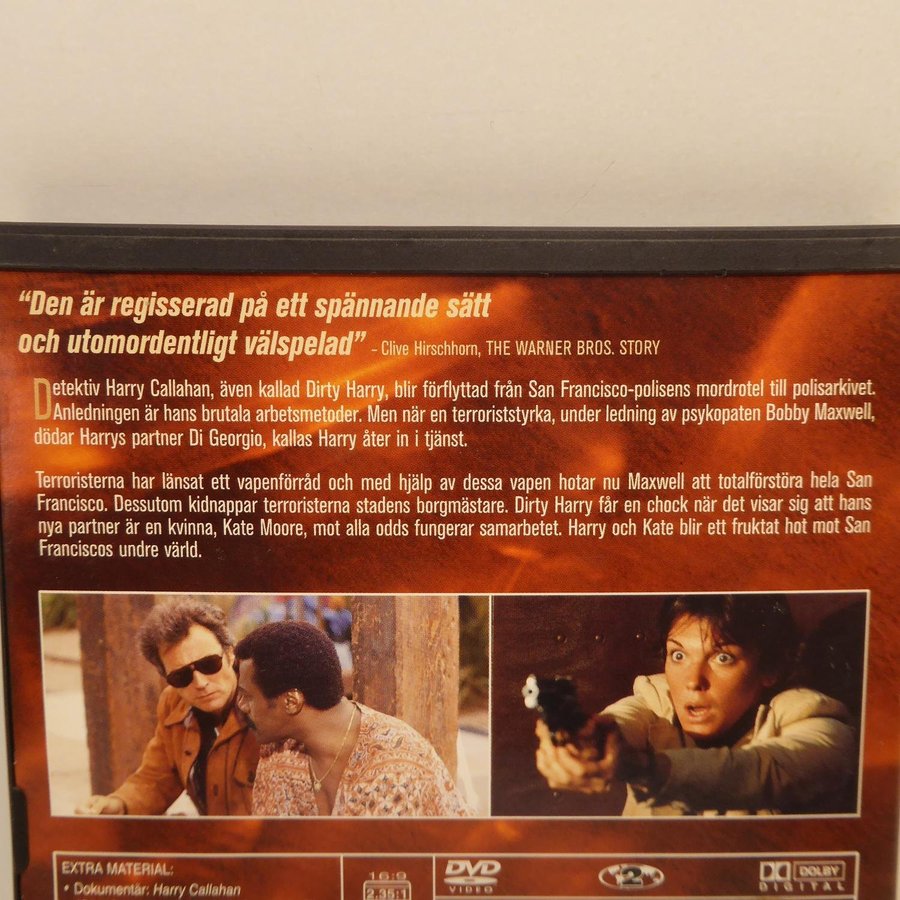 “Den är regisserad på ett spännande sätt
och utomordentligt välspelad” - Clive Hirschhorn, THE WARNER BROS. STORY
Detektiv Harry Callahan, även kallad Dirty Harry, blir förflyttad från San Francisco-polisens mordrotel till polisarkivet.
Anledningen är hans brutala arbetsmetoder. Men när en terroriststyrka, under ledning av psykopaten Bobby Maxwell,
dödar Harrys partner Di Georgio, kallas Harry åter in i tjänst.
Terroristerna har länsat ett vapenförråd och med hjälp av dessa vapen hotar nu Maxwell att totalförstöra hela San
Francisco. Dessutom kidnappar terroristerna stadens borgmästare. Dirty Harry får en chock när det visar sig att hans
nya partner är en kvinna, Kate Moore, mot alla odds fungerar samarbetet. Harry och Kate blir ett fruktat hot mot San
Franciscos undre värld.
EXTRA MATERIAL:
• Dokumentär: Harry Callahan
16:9
2.35:1
DVD
VIDEO
2
DOLBY
DIGITAL